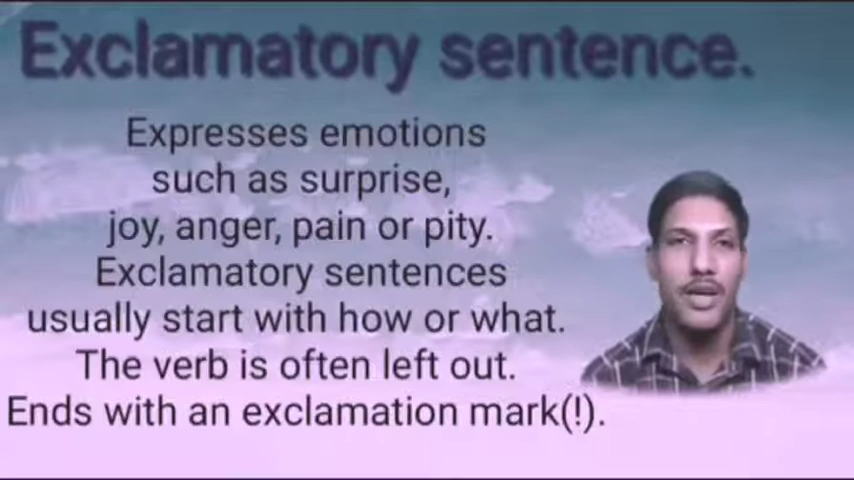 Exclamatory sentence.
Expresses emotions
such as surprise,
joy, anger, pain or pity.
Exclamatory sentences
usually start with how or what.
The verb is often left out.
Ends with an exclamation mark(!).